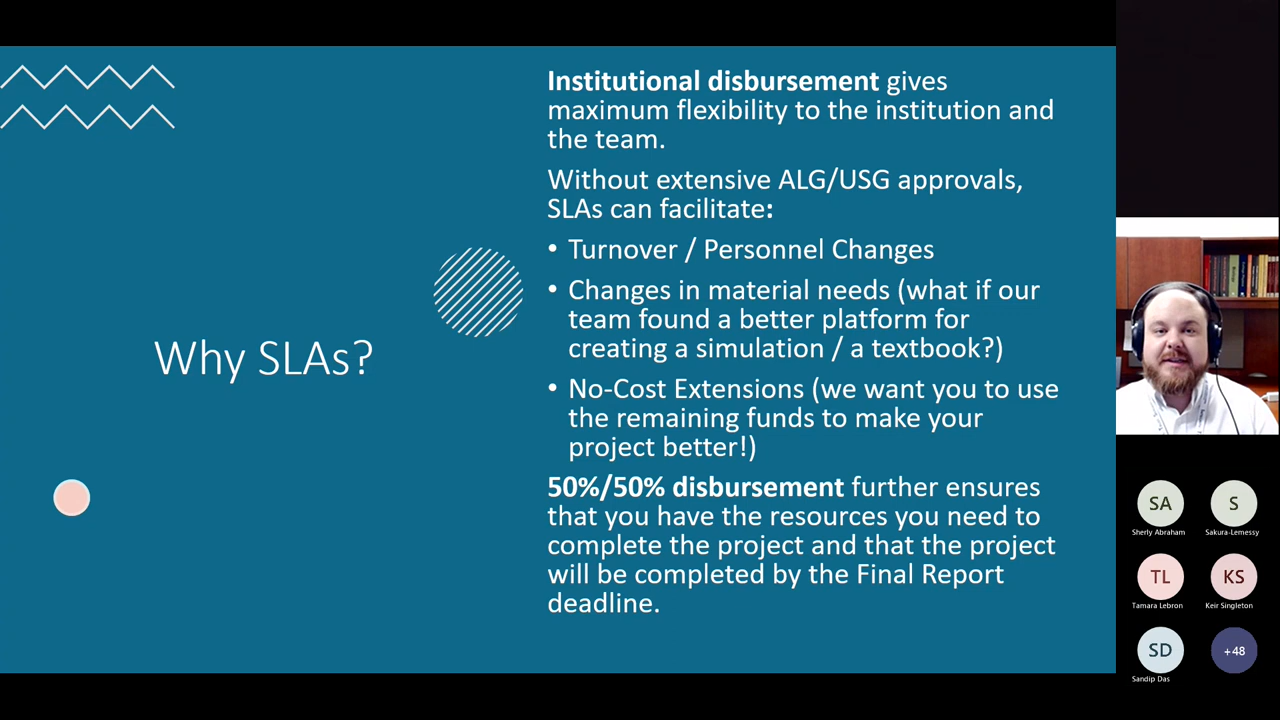 Why SLAs?
Institutional disbursement gives
maximum flexibility to the institution and
the team.
Without extensive ALG/USG approvals,
SLAs can facilitate:
• Turnover / Personnel Changes
• Changes in material needs (what if our
team found a better platform for
creating a simulation / a textbook?)
• No-Cost Extensions (we want you to use
the remaining funds to make your
project better!)
50%/50% disbursement further ensures
that you have the resources you need to
complete the project and that the project
will be completed by the Final Report
deadline.
SA
Sherly Abraham
S
Sakura-Lemessy
TL
Tamara Lebron
KS
Keir Singleton
SD
Sandip Das
+48